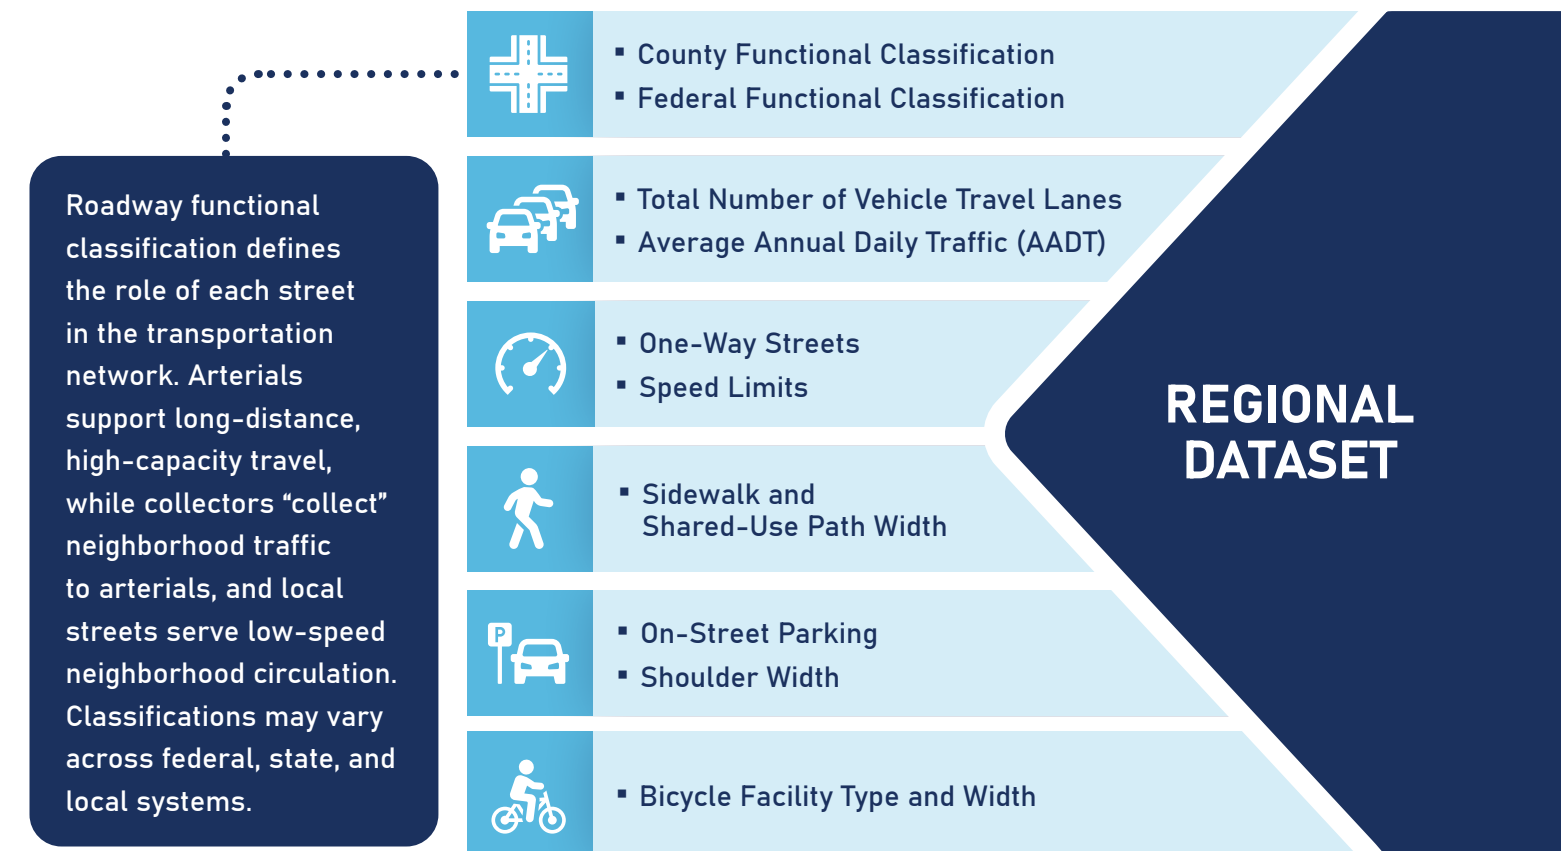 Roadway functional
classification defines
the role of each street
in the transportation
network. Arterials
support long-distance,
high-capacity travel,
while collectors “collect”
neighborhood traffic
to arterials, and local
streets serve low-speed
neighborhood circulation.
Classifications may vary
across federal, state, and
local systems.
▪ County Functional Classification
▪ Federal Functional Classification
▪ Total Number of Vehicle Travel Lanes
▪ Average Annual Daily Traffic (AADT)
▪ One-Way Streets
▪ Speed Limits
▪ Sidewalk and
Shared-Use Path Width
P
▪ On-Street Parking
▪ Shoulder Width
▪ Bicycle Facility Type and Width
REGIONAL
DATASET